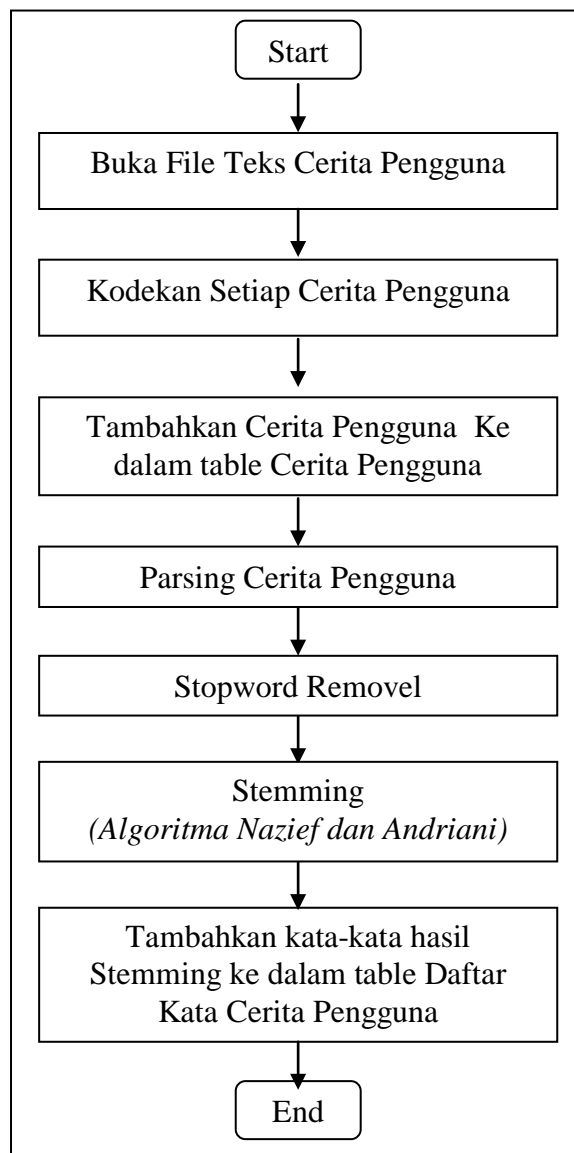 Start
Buka File Teks Cerita Pengguna
Kodekan Setiap Cerita Pengguna
Tambahkan Cerita Pengguna Ke
dalam table Cerita Pengguna
Parsing Cerita Pengguna
Stopword Removel
Stemming
(Algoritma Nazief dan Andriani)
Tambahkan kata-kata hasil
Stemming ke dalam table Daftar
Kata Cerita Pengguna
End